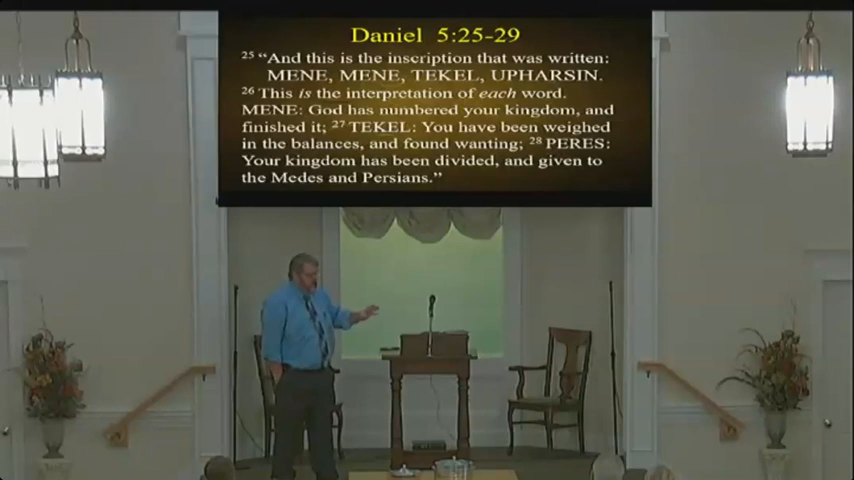 Daniel 5:25-29
25 “And this is the inscription that was written:
MENE, MENE, TEKEL, UPHARSIN.
26 This is the interpretation of each word.
MENE: God has numbered your kingdom, and
finished it; 27 TEKEL: You have been weighed
in the balances, and found wanting; 28 PERES:
Your kingdom has been divided, and given to
the Medes and Persians.”